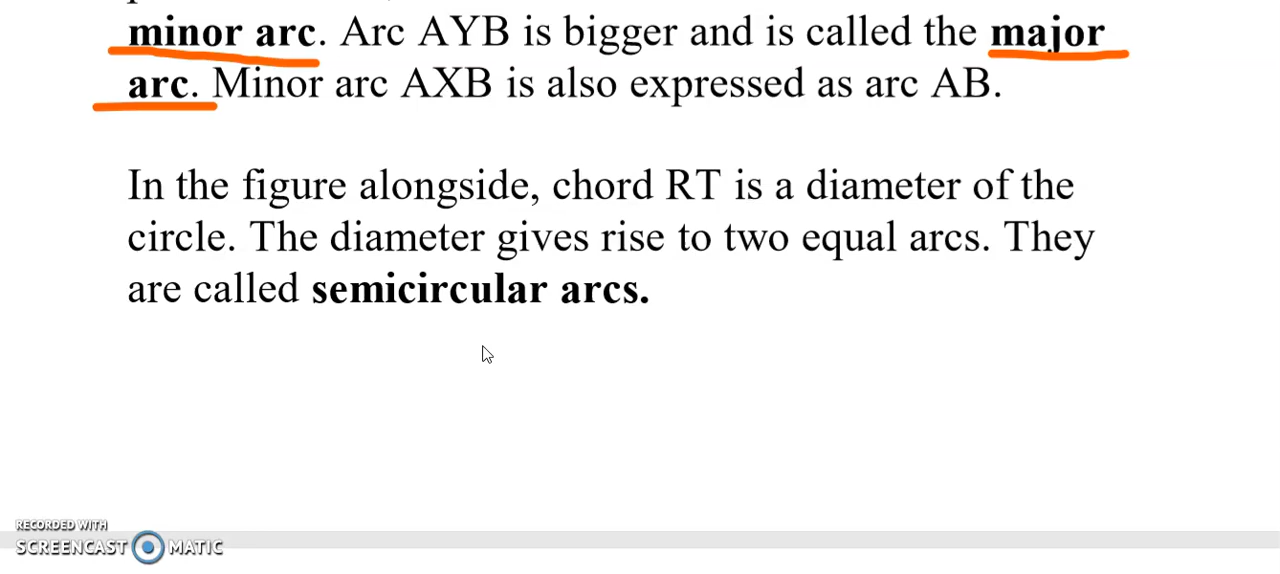 minor arc. Arc AYB is bigger and is called the major
arc. Minor arc AXB is also expressed as arc AB.
In the figure alongside, chord RT is a diameter of the
circle. The diameter gives rise to two equal arcs. They
are called semicircular arcs.
RECORDED WITH
SCREENCAST MATIC